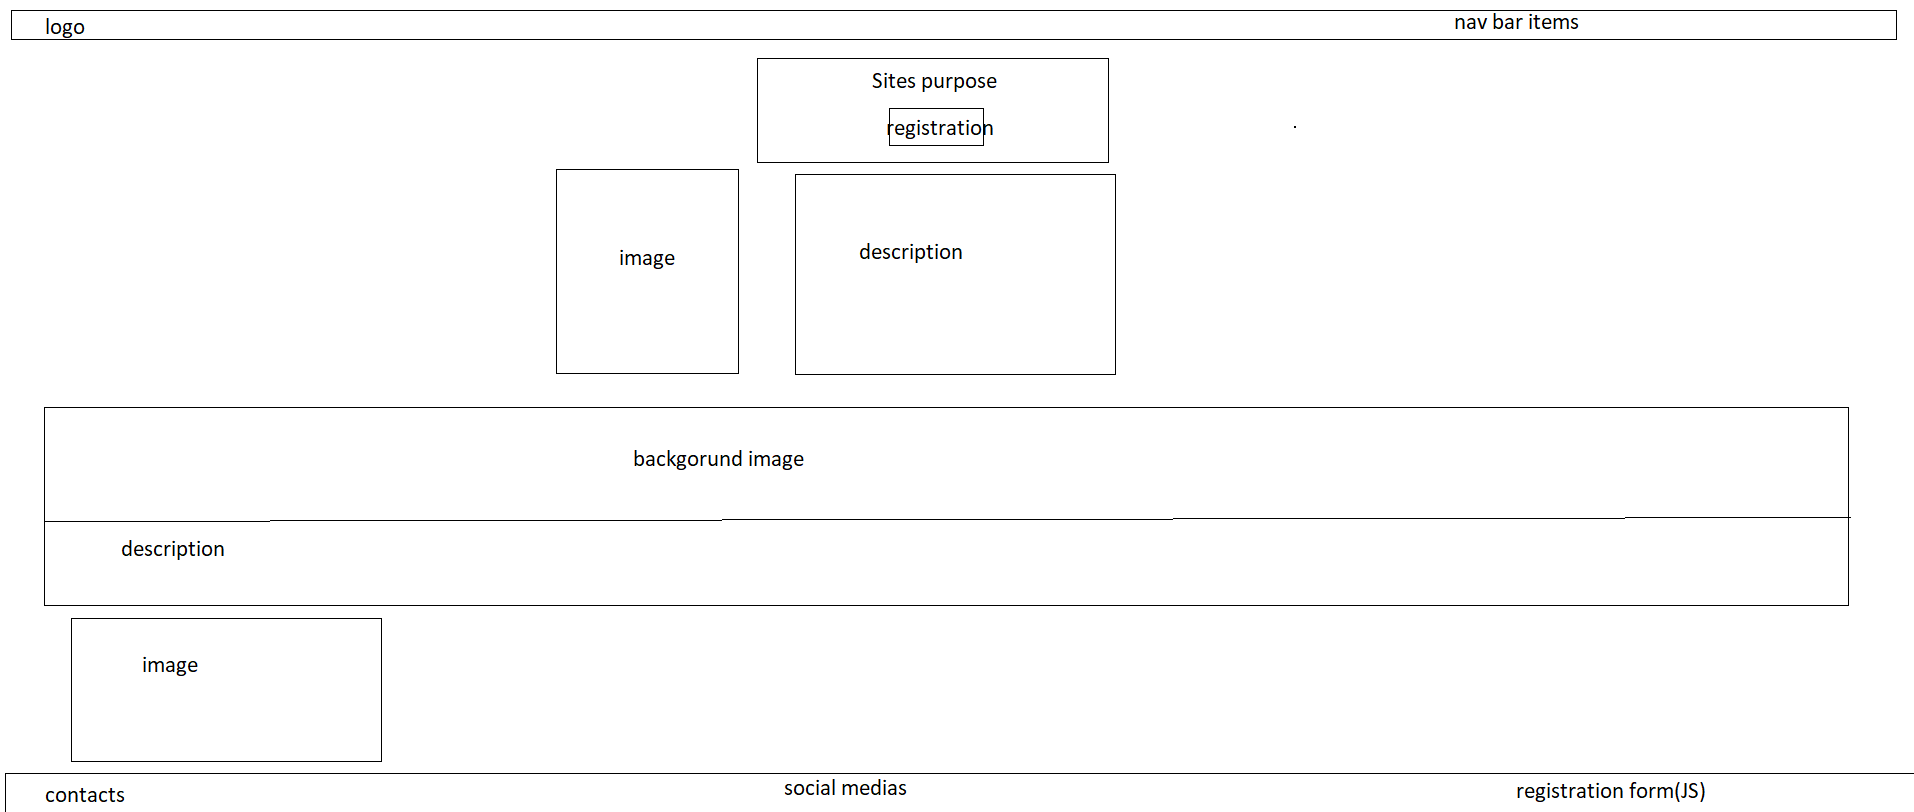 logo
nav bar items
Sites purpose
registration
image
description
backgorund image
description
image
contacts
social medias
registration form(JS)